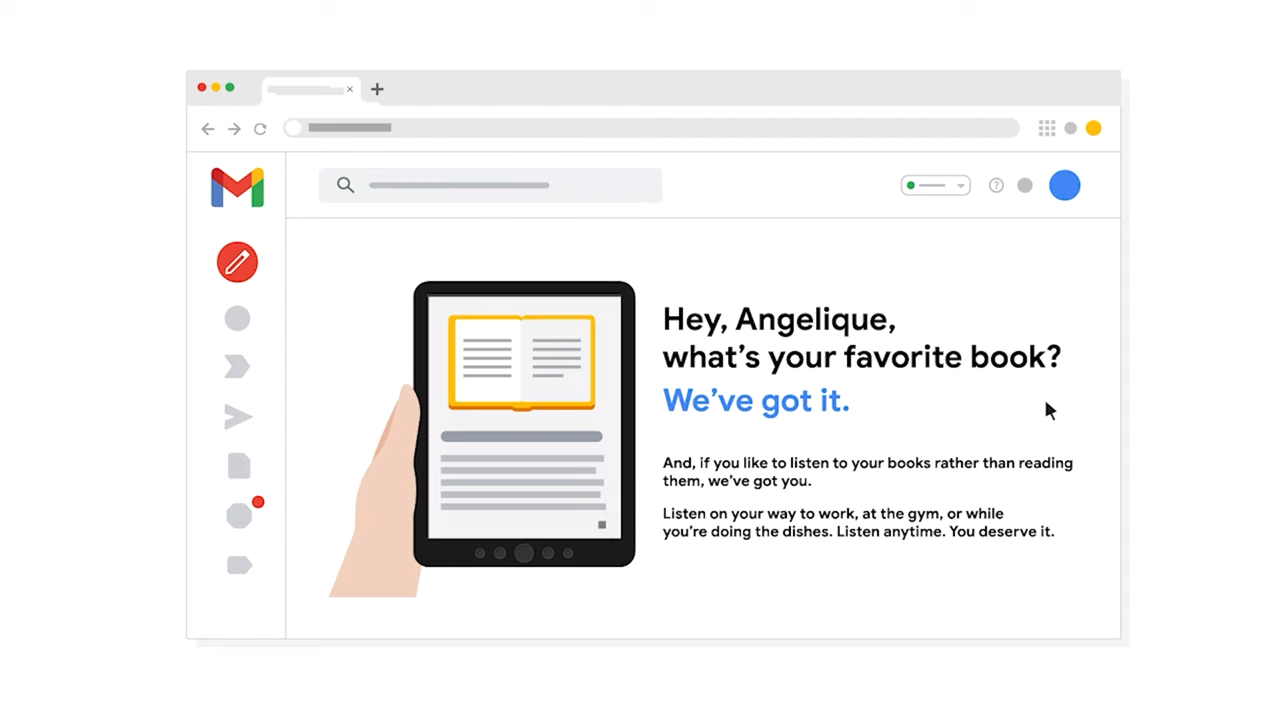 Hey, Angelique,
what's your favorite book?
We've got it.
And, if you like to listen to your books rather than reading
them, we've got you.
Listen on your way to work, at the gym, or while
you're doing the dishes. Listen anytime. You deserve it.